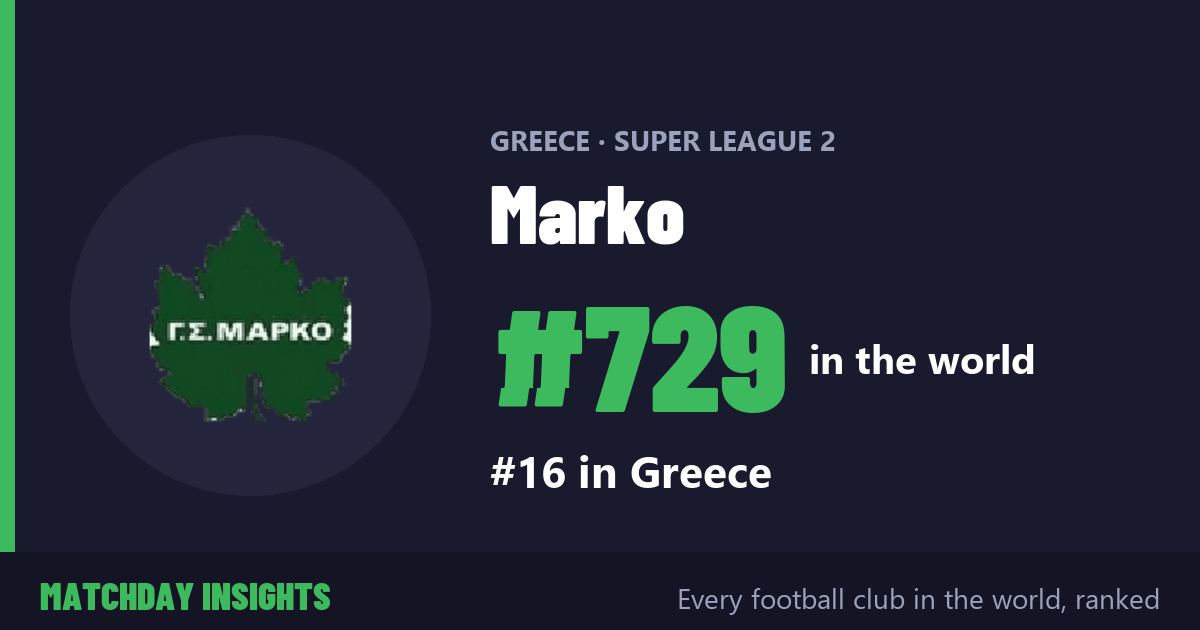 GREECE · SUPER LEAGUE 2
Marko
Γ.Σ.ΜΑΡΚΟ
#729 in the world
#16 in Greece
MATCHDAY INSIGHTS
Every football club in the world, ranked